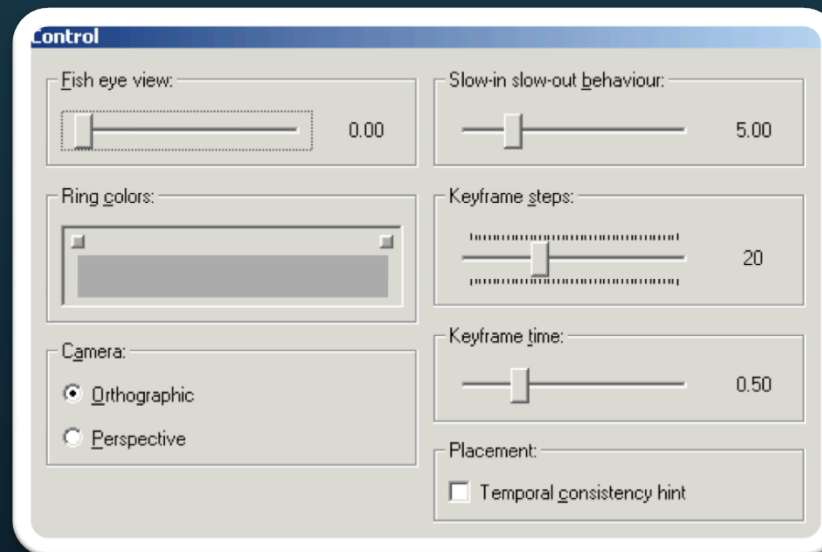 Control
Fish eye view:
0.00
Ring colors:
Camera:
Orthographic
Perspective
Slow-in slow-out behaviour:
5.00
Keyframe steps:
20
Keyframe time:
0.50
Placement:
Temporal consistency hint